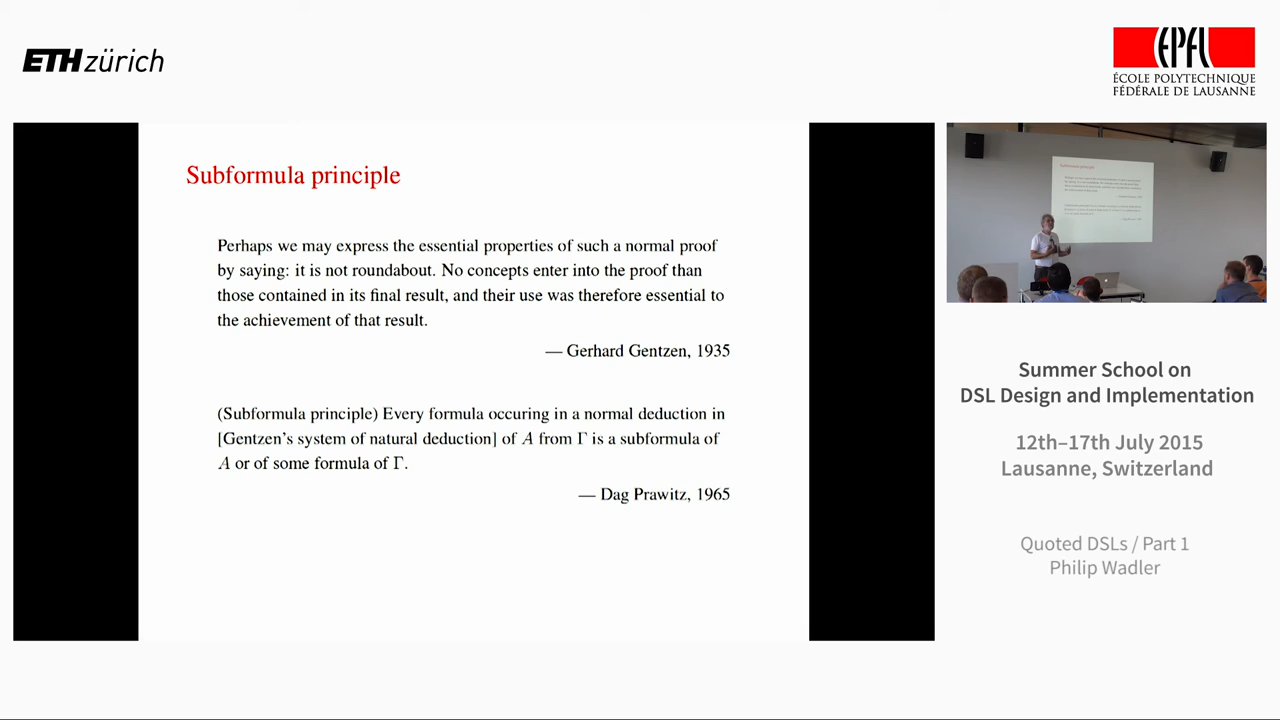 ETH zürich
EPFL
ÉCOLE POLYTECHNIQUE
FÉDÉRALE DE LAUSANNE
Subformula principle
Perhaps we may express the essential properties of such a normal proof
by saying: it is not roundabout. No concepts enter into the proof than
those contained in its final result, and their use was therefore essential to
the achievement of that result.
— Gerhard Gentzen, 1935
(Subformula principle) Every formula occuring in a normal deduction in
[Gentzen's system of natural deduction] of A from Γ is a subformula of
A or of some formula of Γ.
— Dag Prawitz, 1965
Subformula principle
Summer School on
DSL Design and Implementation
12th–17th July 2015
Lausanne, Switzerland
Quoted DSLs / Part 1
Philip Wadler